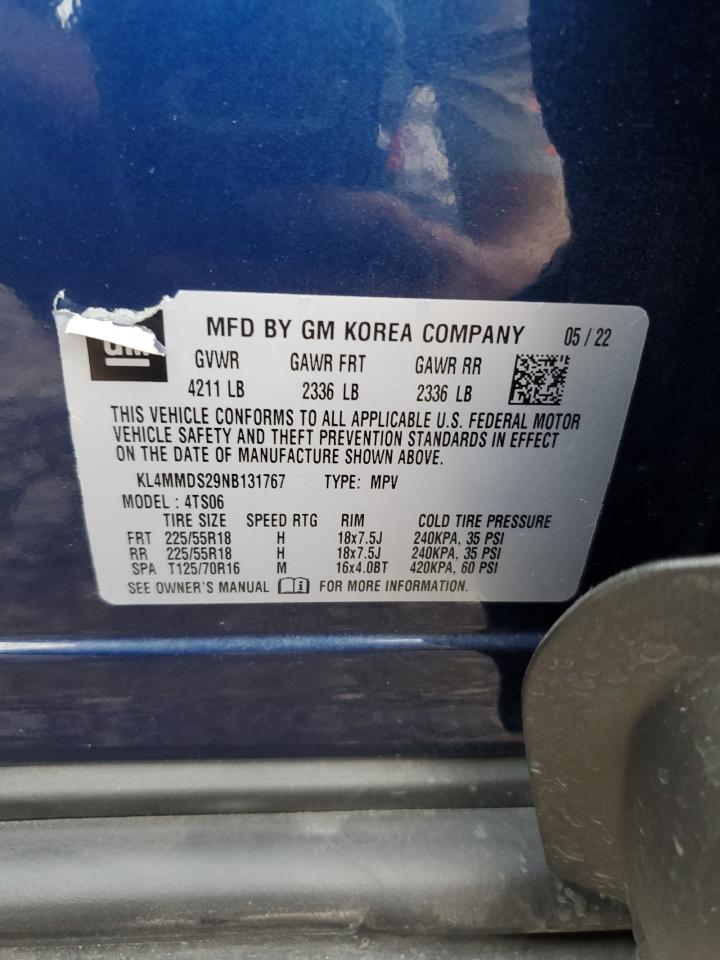 GM
MFD BY GM KOREA COMPANY 05 / 22
GVWR GAWR FRT GAWR RR
4211 LB 2336 LB 2336 LB
THIS VEHICLE CONFORMS TO ALL APPLICABLE U.S. FEDERAL MOTOR
VEHICLE SAFETY AND THEFT PREVENTION STANDARDS IN EFFECT
ON THE DATE OF MANUFACTURE SHOWN ABOVE.
KL4MMDS29NB131767 TYPE: MPV
MODEL : 4TS06
TIRE SIZE SPEED RTG RIM COLD TIRE PRESSURE
FRT 225/55R18 H 18x7.5J 240KPA, 35 PSI
RR 225/55R18 H 18x7.5J 240KPA, 35 PSI
SPA T125/70R16 M 16x4.0BT 420KPA, 60 PSI
SEE OWNER'S MANUAL i FOR MORE INFORMATION.